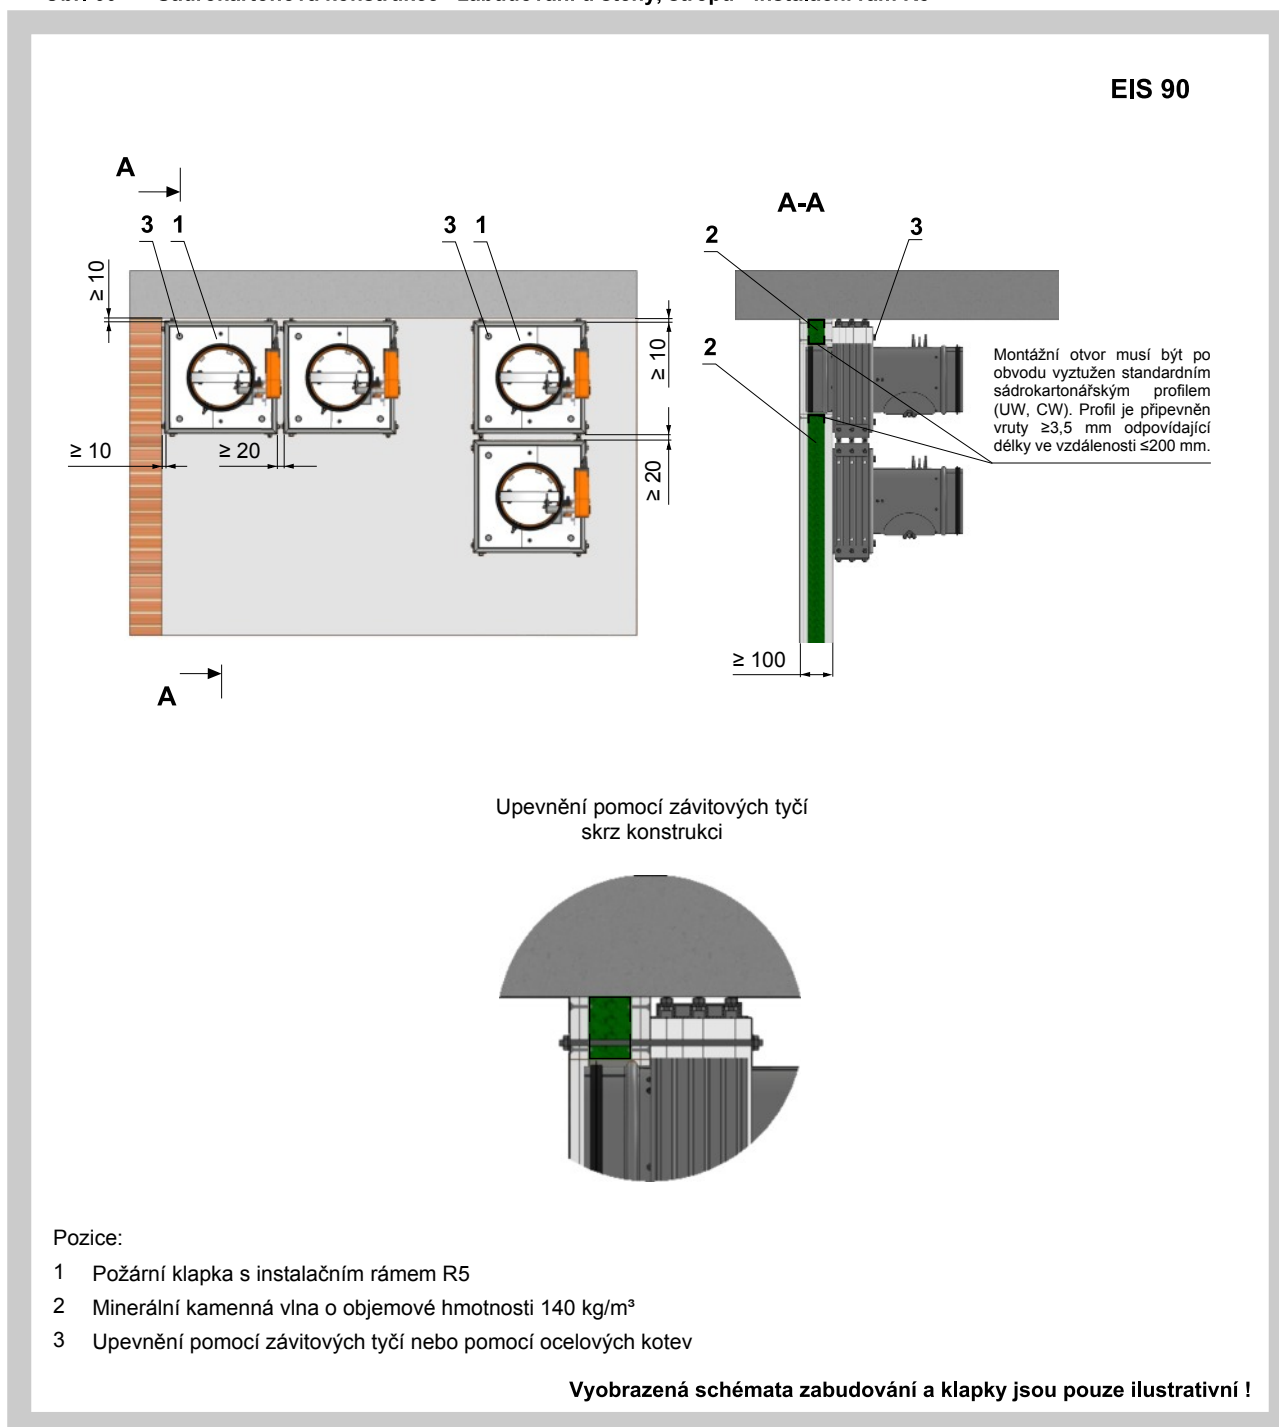 EIS 90
A
A-A
3 1 3 1
2 3
≥ 10
2
≥ 10
Montážní otvor musí být po
obvodu vyztužen standardním
sádrokartonářským profilem
(UW, CW). Profil je připevněn
vruty ≥3,5 mm odpovídající
délky ve vzdálenosti ≤200 mm.
≥ 10 ≥ 20
≥ 20
≥ 100
A
Upevnění pomocí závitových tyčí
skrz konstrukci
Pozice:
1 Požární klapka s instalačním rámem R5
2 Minerální kamenná vlna o objemové hmotnosti 140 kg/m³
3 Upevnění pomocí závitových tyčí nebo pomocí ocelových kotev
Vyobrazená schémata zabudování a klapky jsou pouze ilustrativní !